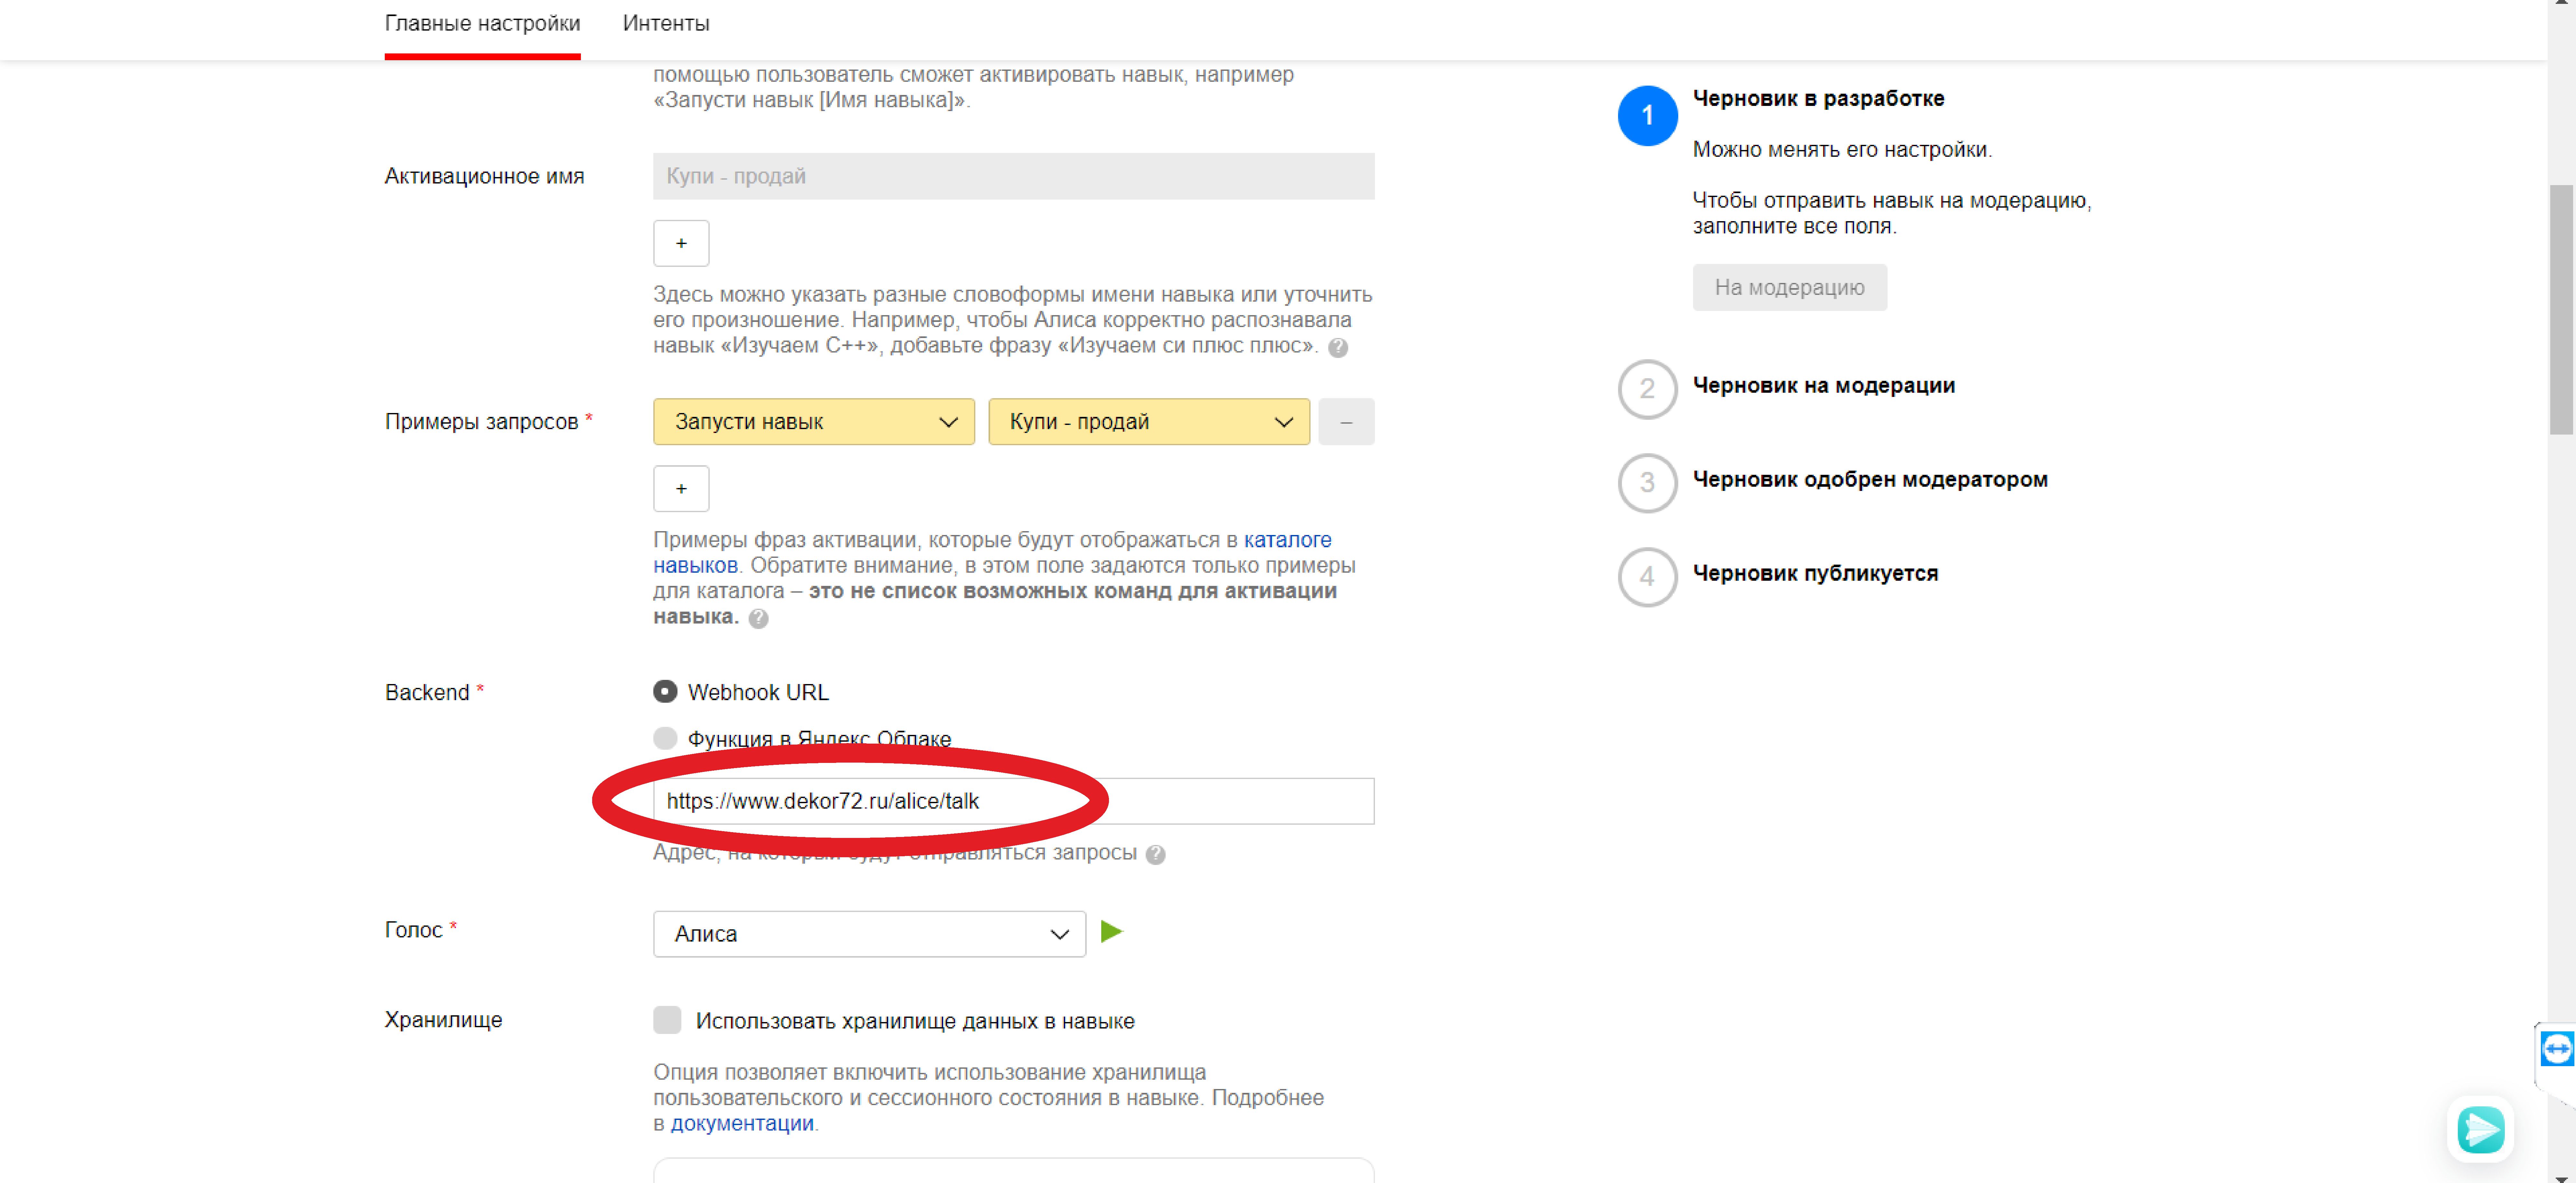 Главные настройки
Интенты
помощью пользователь сможет активировать навык, например
«Запусти навык [Имя навыка]».
Активационное имя
Купи - продай
+
Здесь можно указать разные словоформы имени навыка или уточнить
его произношение. Например, чтобы Алиса корректно распознавала
навык «Изучаем C++», добавьте фразу «Изучаем си плюс плюс». ?
Примеры запросов *
Запусти навык
Купи - продай
–
+
Примеры фраз активации, которые будут отображаться в каталоге
навыков. Обратите внимание, в этом поле задаются только примеры
для каталога – это не список возможных команд для активации
навыка. ?
Backend *
Webhook URL
Функция в Яндекс Облаке
https://www.dekor72.ru/alice/talk
Адрес, на который будут отправляться запросы ?
Голос *
Алиса
Хранилище
Использовать хранилище данных в навыке
Опция позволяет включить использование хранилища
пользовательского и сессионного состояния в навыке. Подробнее
в документации.
1
Черновик в разработке
Можно менять его настройки.
Чтобы отправить навык на модерацию,
заполните все поля.
На модерацию
2
Черновик на модерации
3
Черновик одобрен модератором
4
Черновик публикуется